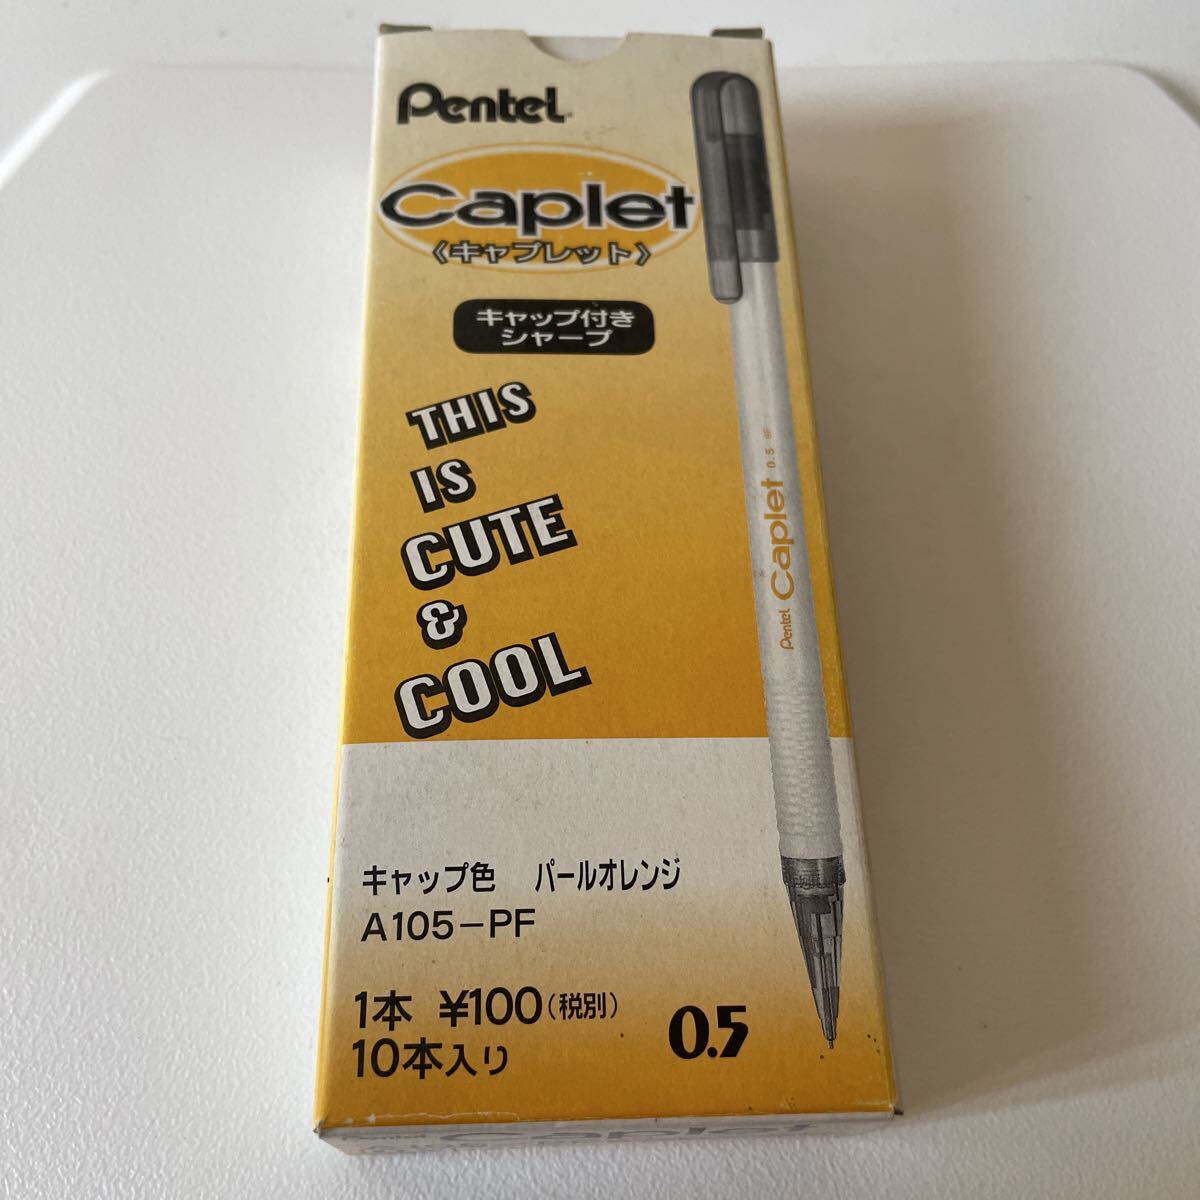 Pentel
Caplet
〈キャプレット〉
キャップ付き
シャープ
THIS
IS
CUTE
&
COOL
Pentel Caplet 0.5
キャップ色 パールオレンジ
A105-PF
1本 ¥100(税別)
10本入り
0.5
Caplet